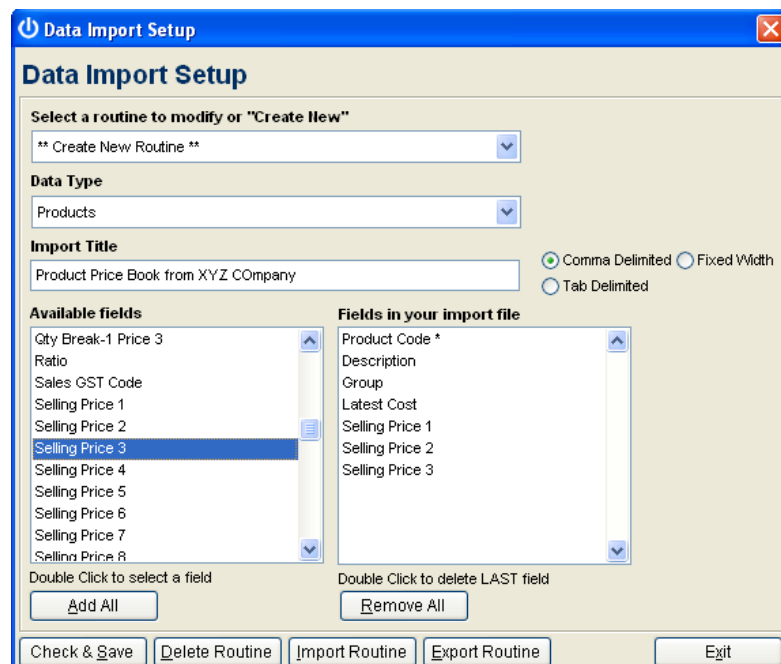 Data Import Setup
Data Import Setup
Select a routine to modify or "Create New"
** Create New Routine **
Data Type
Products
Import Title
Product Price Book from XYZ COmpany
Comma Delimited
Fixed Width
Tab Delimited
Available fields
Qty Break-1 Price 3
Ratio
Sales GST Code
Selling Price 1
Selling Price 2
Selling Price 3
Selling Price 4
Selling Price 5
Selling Price 6
Selling Price 7
Selling Price 8
Double Click to select a field
Add All
Fields in your import file
Product Code *
Description
Group
Latest Cost
Selling Price 1
Selling Price 2
Selling Price 3
Double Click to delete LAST field
Remove All
Check & Save
Delete Routine
Import Routine
Export Routine
Exit